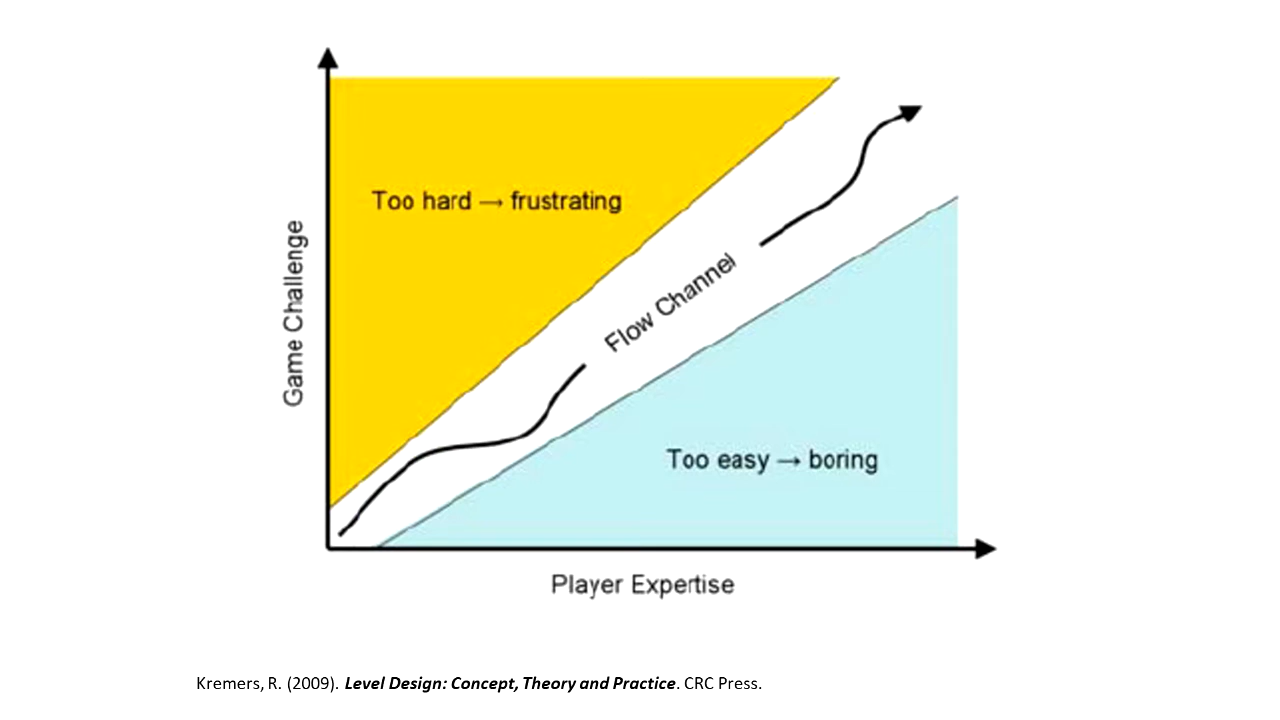 Too hard → frustrating
Game Challenge
Flow Channel
Too easy → boring
Player Expertise
Kremers, R. (2009). Level Design: Concept, Theory and Practice. CRC Press.